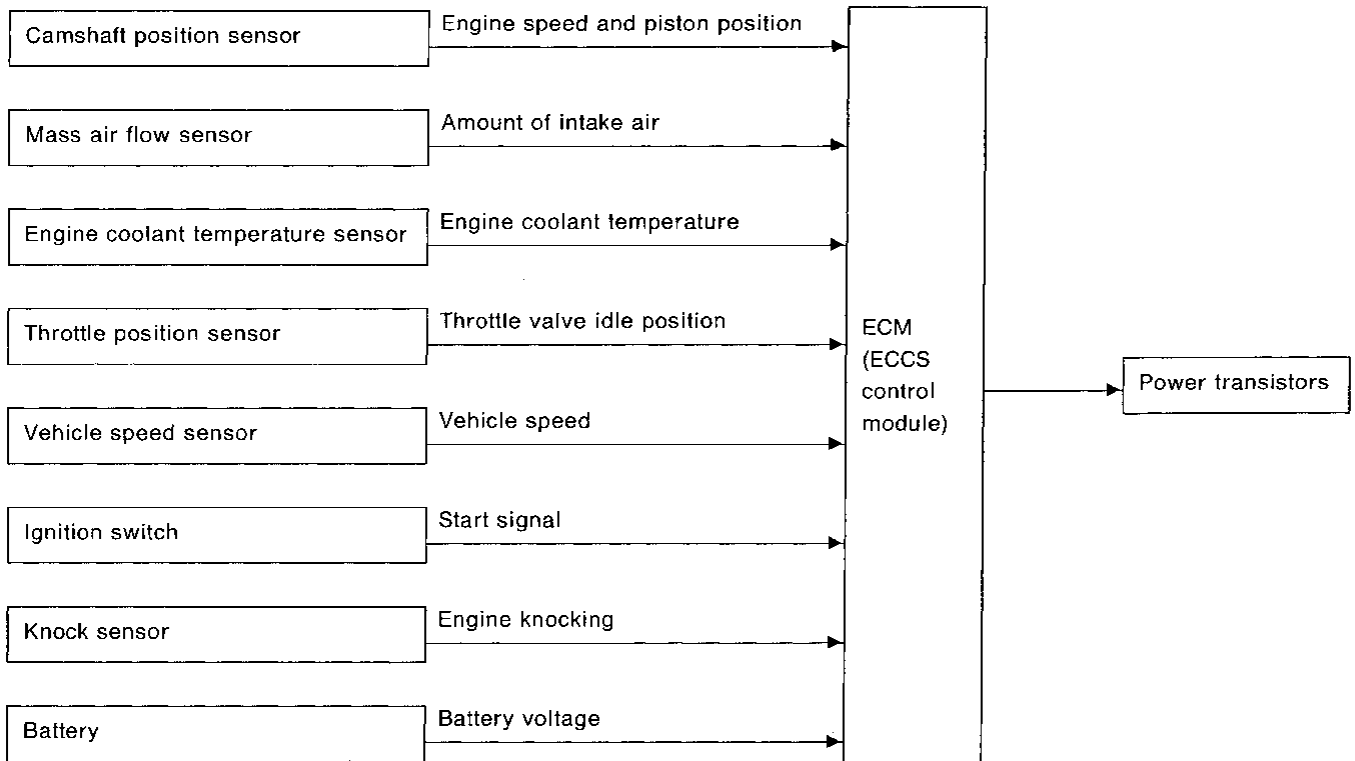 Camshaft position sensor
Engine speed and piston position
Mass air flow sensor
Amount of intake air
Engine coolant temperature sensor
Engine coolant temperature
Throttle position sensor
Throttle valve idle position
Vehicle speed sensor
Vehicle speed
Ignition switch
Start signal
Knock sensor
Engine knocking
Battery
Battery voltage
ECM
(ECCS
control
module)
Power transistors